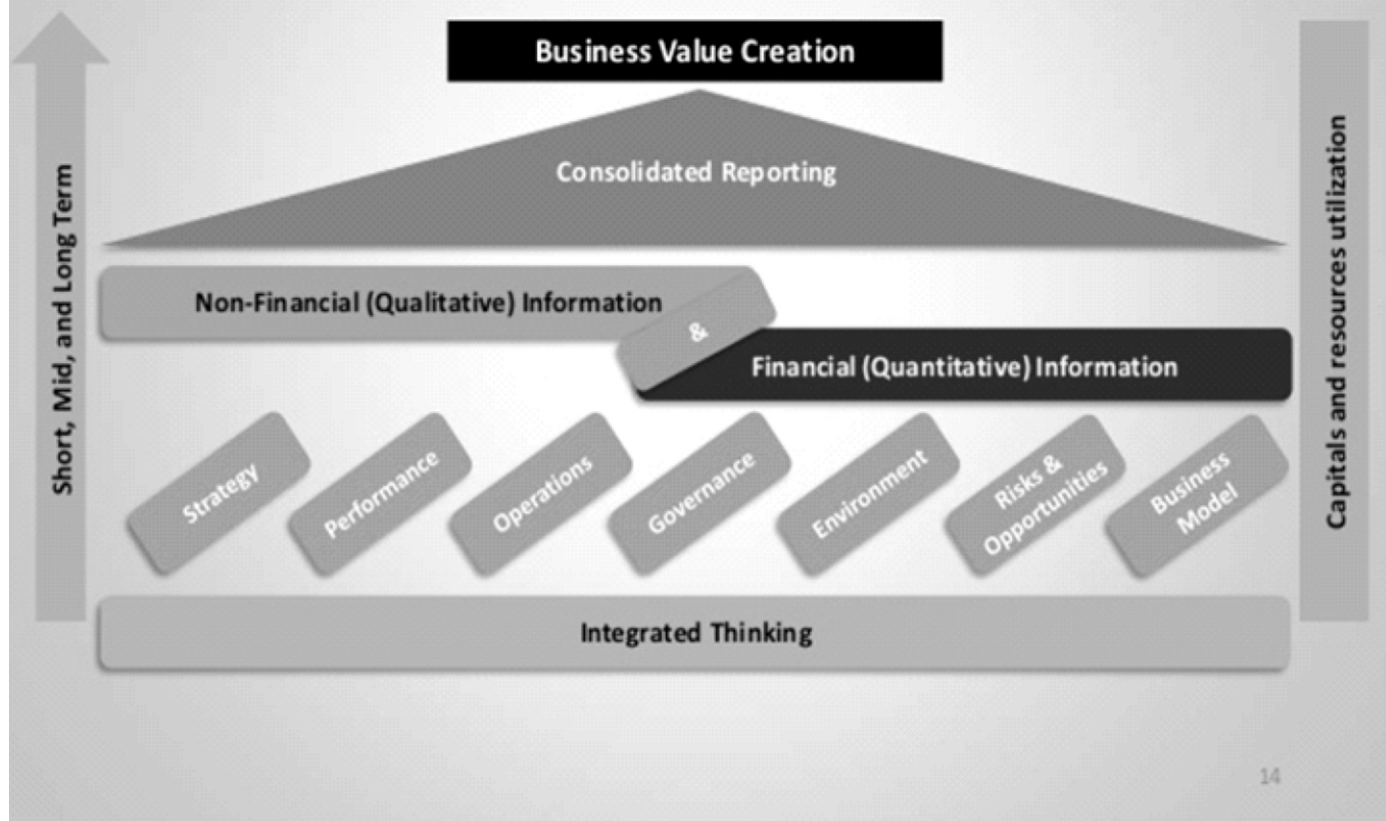 Business Value Creation
Consolidated Reporting
Short, Mid, and Long Term
Capitals and resources utilization
Non-Financial (Qualitative) Information
&
Financial (Quantitative) Information
Strategy
Performance
Operations
Governance
Environment
Risks &
Opportunities
Business
Model
Integrated Thinking
14